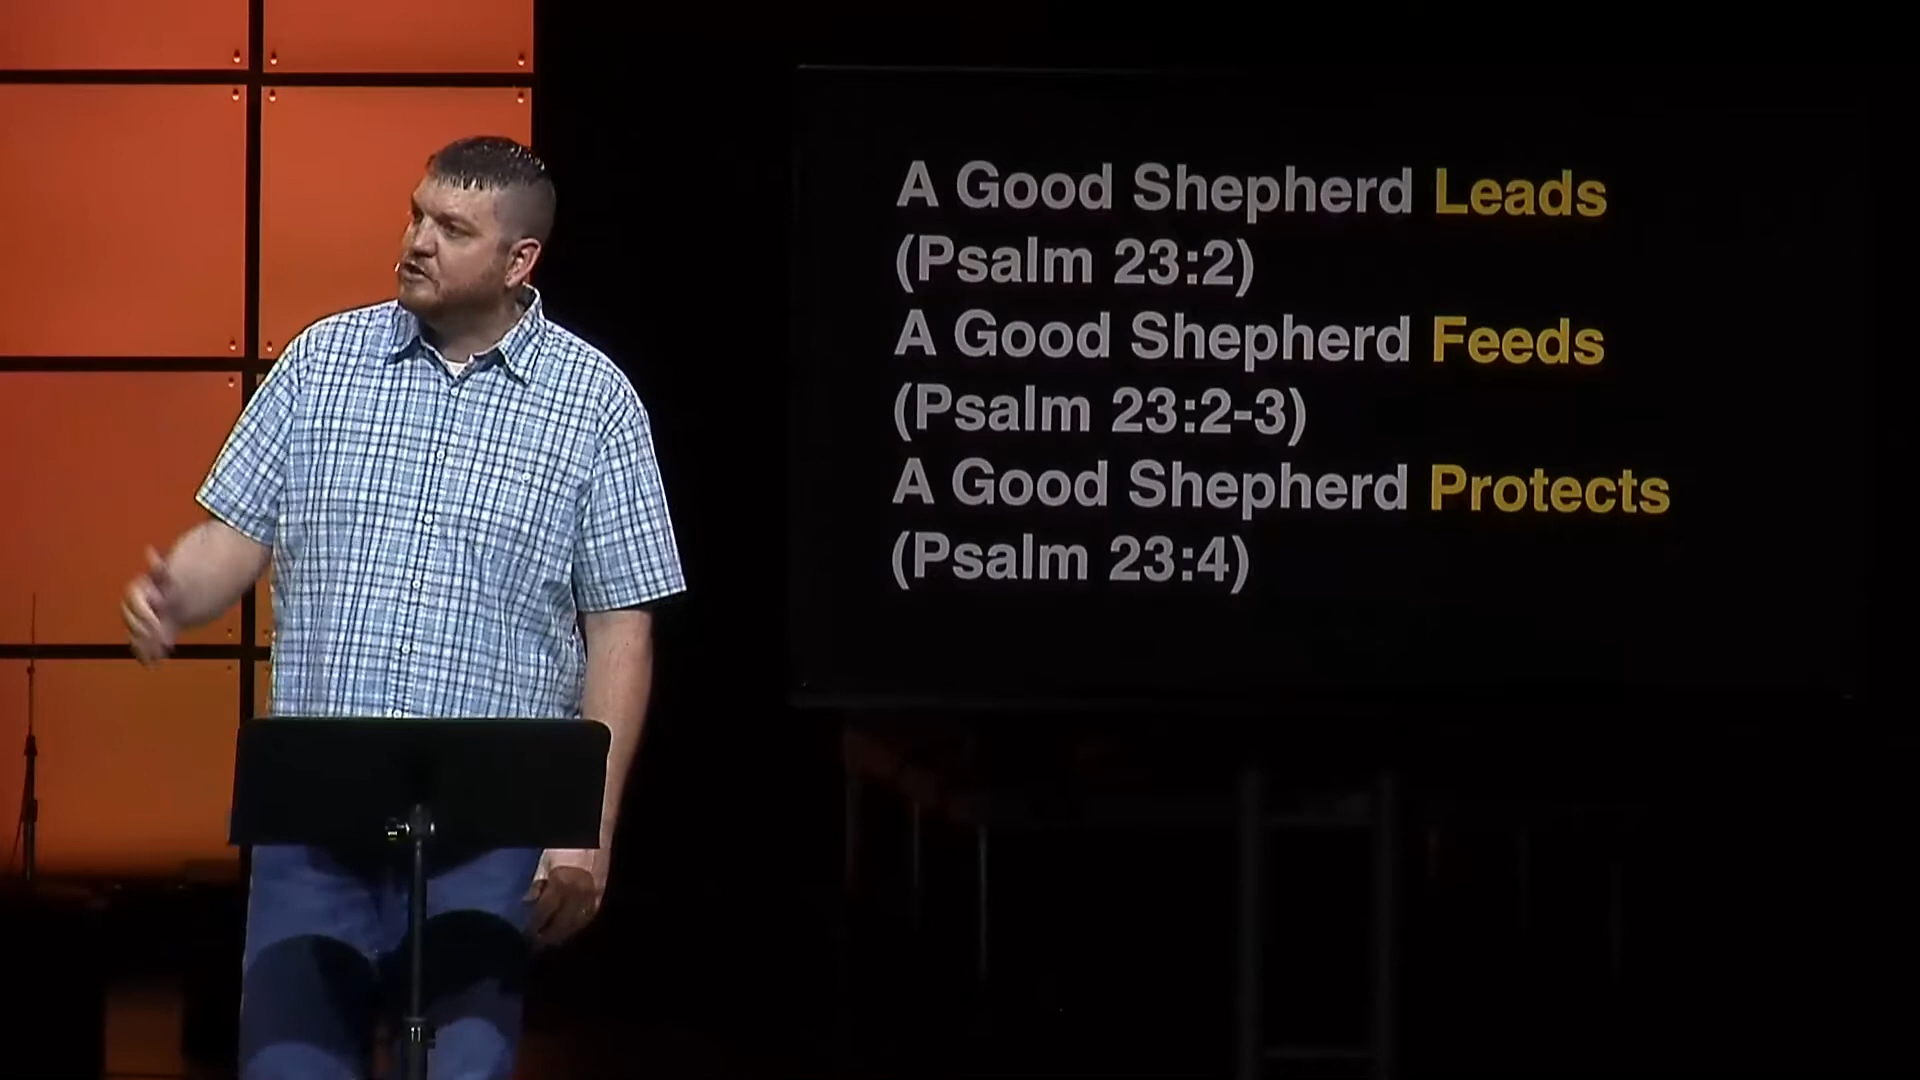 A Good Shepherd Leads
(Psalm 23:2)
A Good Shepherd Feeds
(Psalm 23:2-3)
A Good Shepherd Protects
(Psalm 23:4)